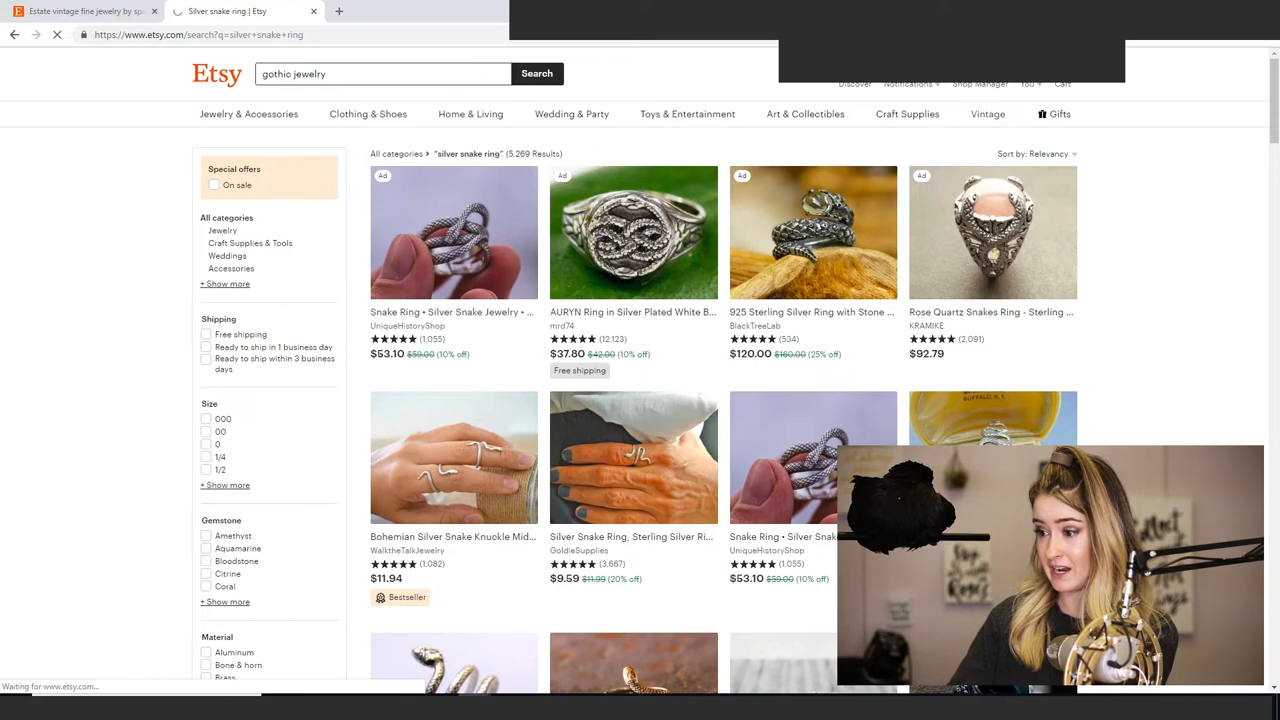 Estate vintage fine jewelry by sp
Silver snake ring | Etsy
https://www.etsy.com/search?q=silver+snake+ring
Etsy
gothic jewelry
Search
Discover Notifications Shop Manager You Cart
Jewelry & Accessories Clothing & Shoes Home & Living Wedding & Party Toys & Entertainment Art & Collectibles Craft Supplies Vintage Gifts
Special offers
On sale
All categories
Jewelry
Craft Supplies & Tools
Weddings
Accessories
+ Show more
Shipping
Free shipping
Ready to ship in 1 business day
Ready to ship within 3 business
days
Size
000
00
0
1/4
1/2
+ Show more
Gemstone
Amethyst
Aquamarine
Bloodstone
Citrine
Coral
+ Show more
Material
Aluminum
Bone & horn
Brass
All categories > "silver snake ring" (5,269 Results)
Sort by: Relevancy
Ad
Snake Ring • Silver Snake Jewelry • ...
UniqueHistoryShop
(1,055)
$53.10 $59.00 (10% off)
Ad
AURYN Ring in Silver Plated White B...
mrd74
(12,123)
$37.80 $42.00 (10% off)
Free shipping
Ad
925 Sterling Silver Ring with Stone ...
BlackTreeLab
(534)
$120.00 $160.00 (25% off)
Ad
Rose Quartz Snakes Ring - Sterling ...
KRAMIKE
(2,091)
$92.79
Bohemian Silver Snake Knuckle Mid...
WalktheTalkJewelry
(1,082)
$11.94
Bestseller
Silver Snake Ring, Sterling Silver Ri...
GoldieSupplies
(3,667)
$9.59 $11.99 (20% off)
Snake Ring • Silver Snak
UniqueHistoryShop
(1,055)
$53.10 $59.00 (10% off)
BUFFALO, N.Y.
Waiting for www.etsy.com...